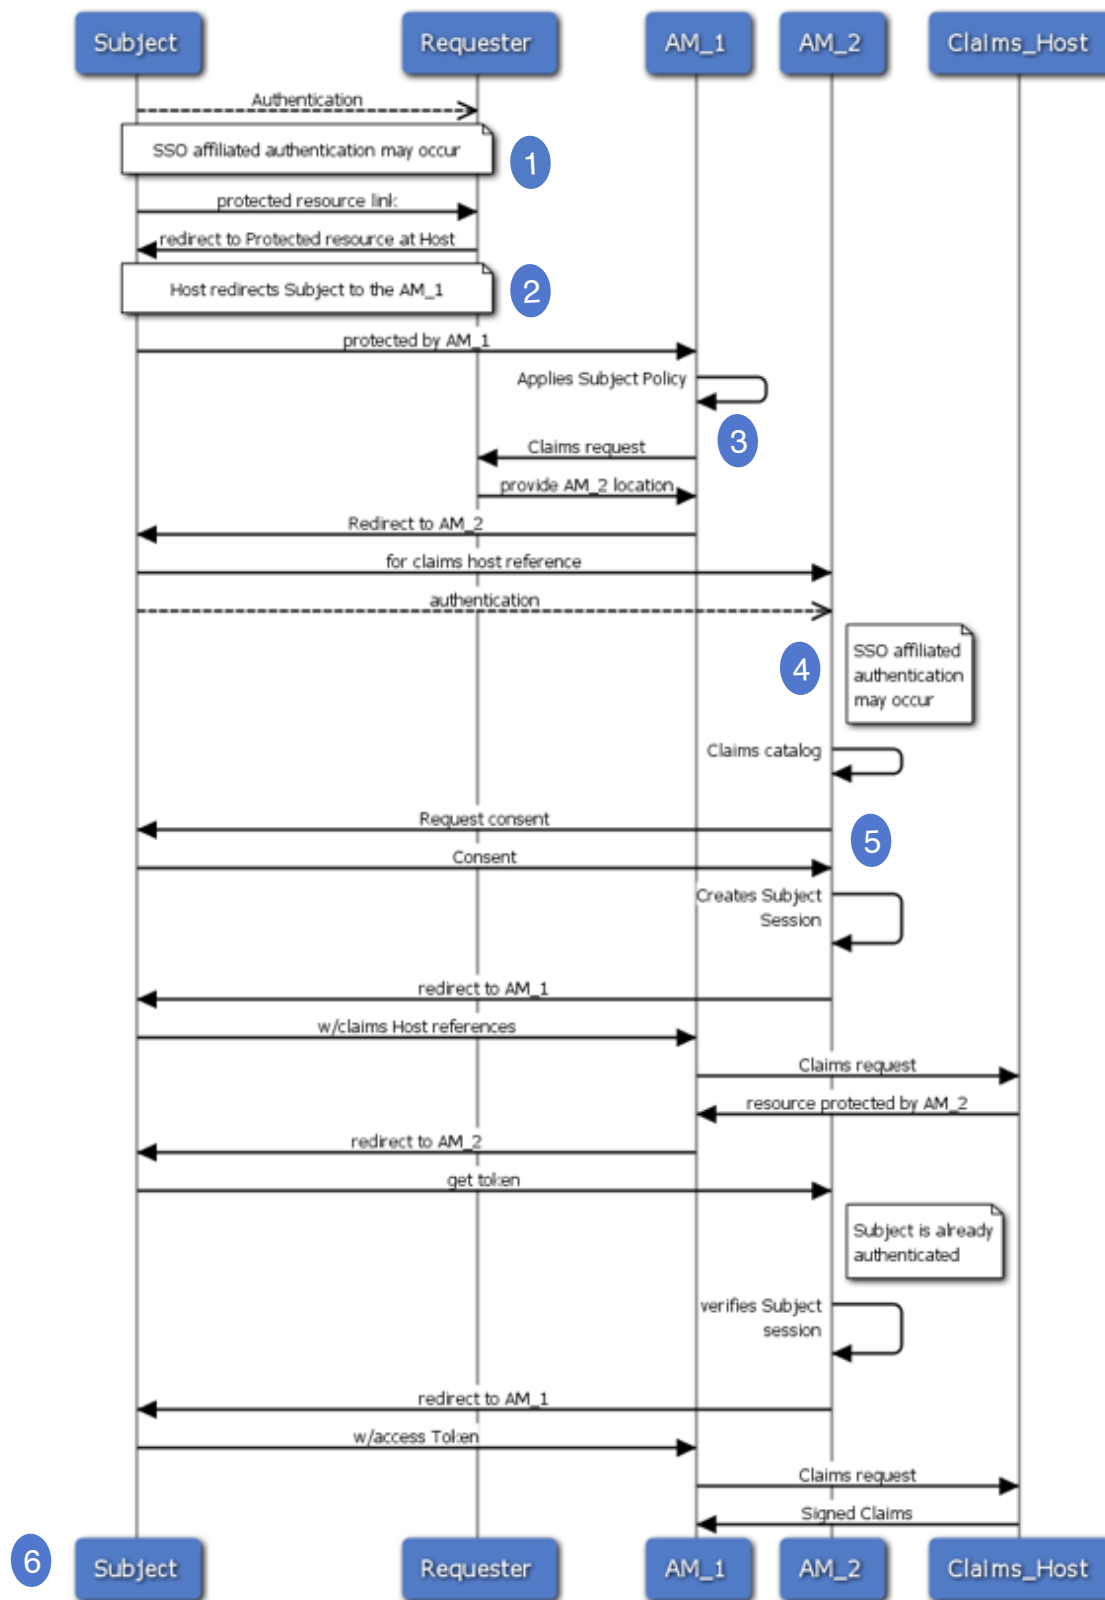 Subject
Requester
AM_1
AM_2
Claims_Host
Authentication
SSO affiliated authentication may occur
1
protected resource link
redirect to Protected resource at Host
Host redirects Subject to the AM_1
2
protected by AM_1
Applies Subject Policy
3
Claims request
provide AM_2 location
Redirect to AM_2
for claims host reference
authentication
4
SSO affiliated
authentication
may occur
Claims catalog
Request consent
5
Consent
Creates Subject
Session
redirect to AM_1
w/claims Host references
Claims request
resource protected by AM_2
redirect to AM_2
get token
Subject is already
authenticated
verifies Subject
session
redirect to AM_1
w/access Token
Claims request
Signed Claims
6
Subject
Requester
AM_1
AM_2
Claims_Host